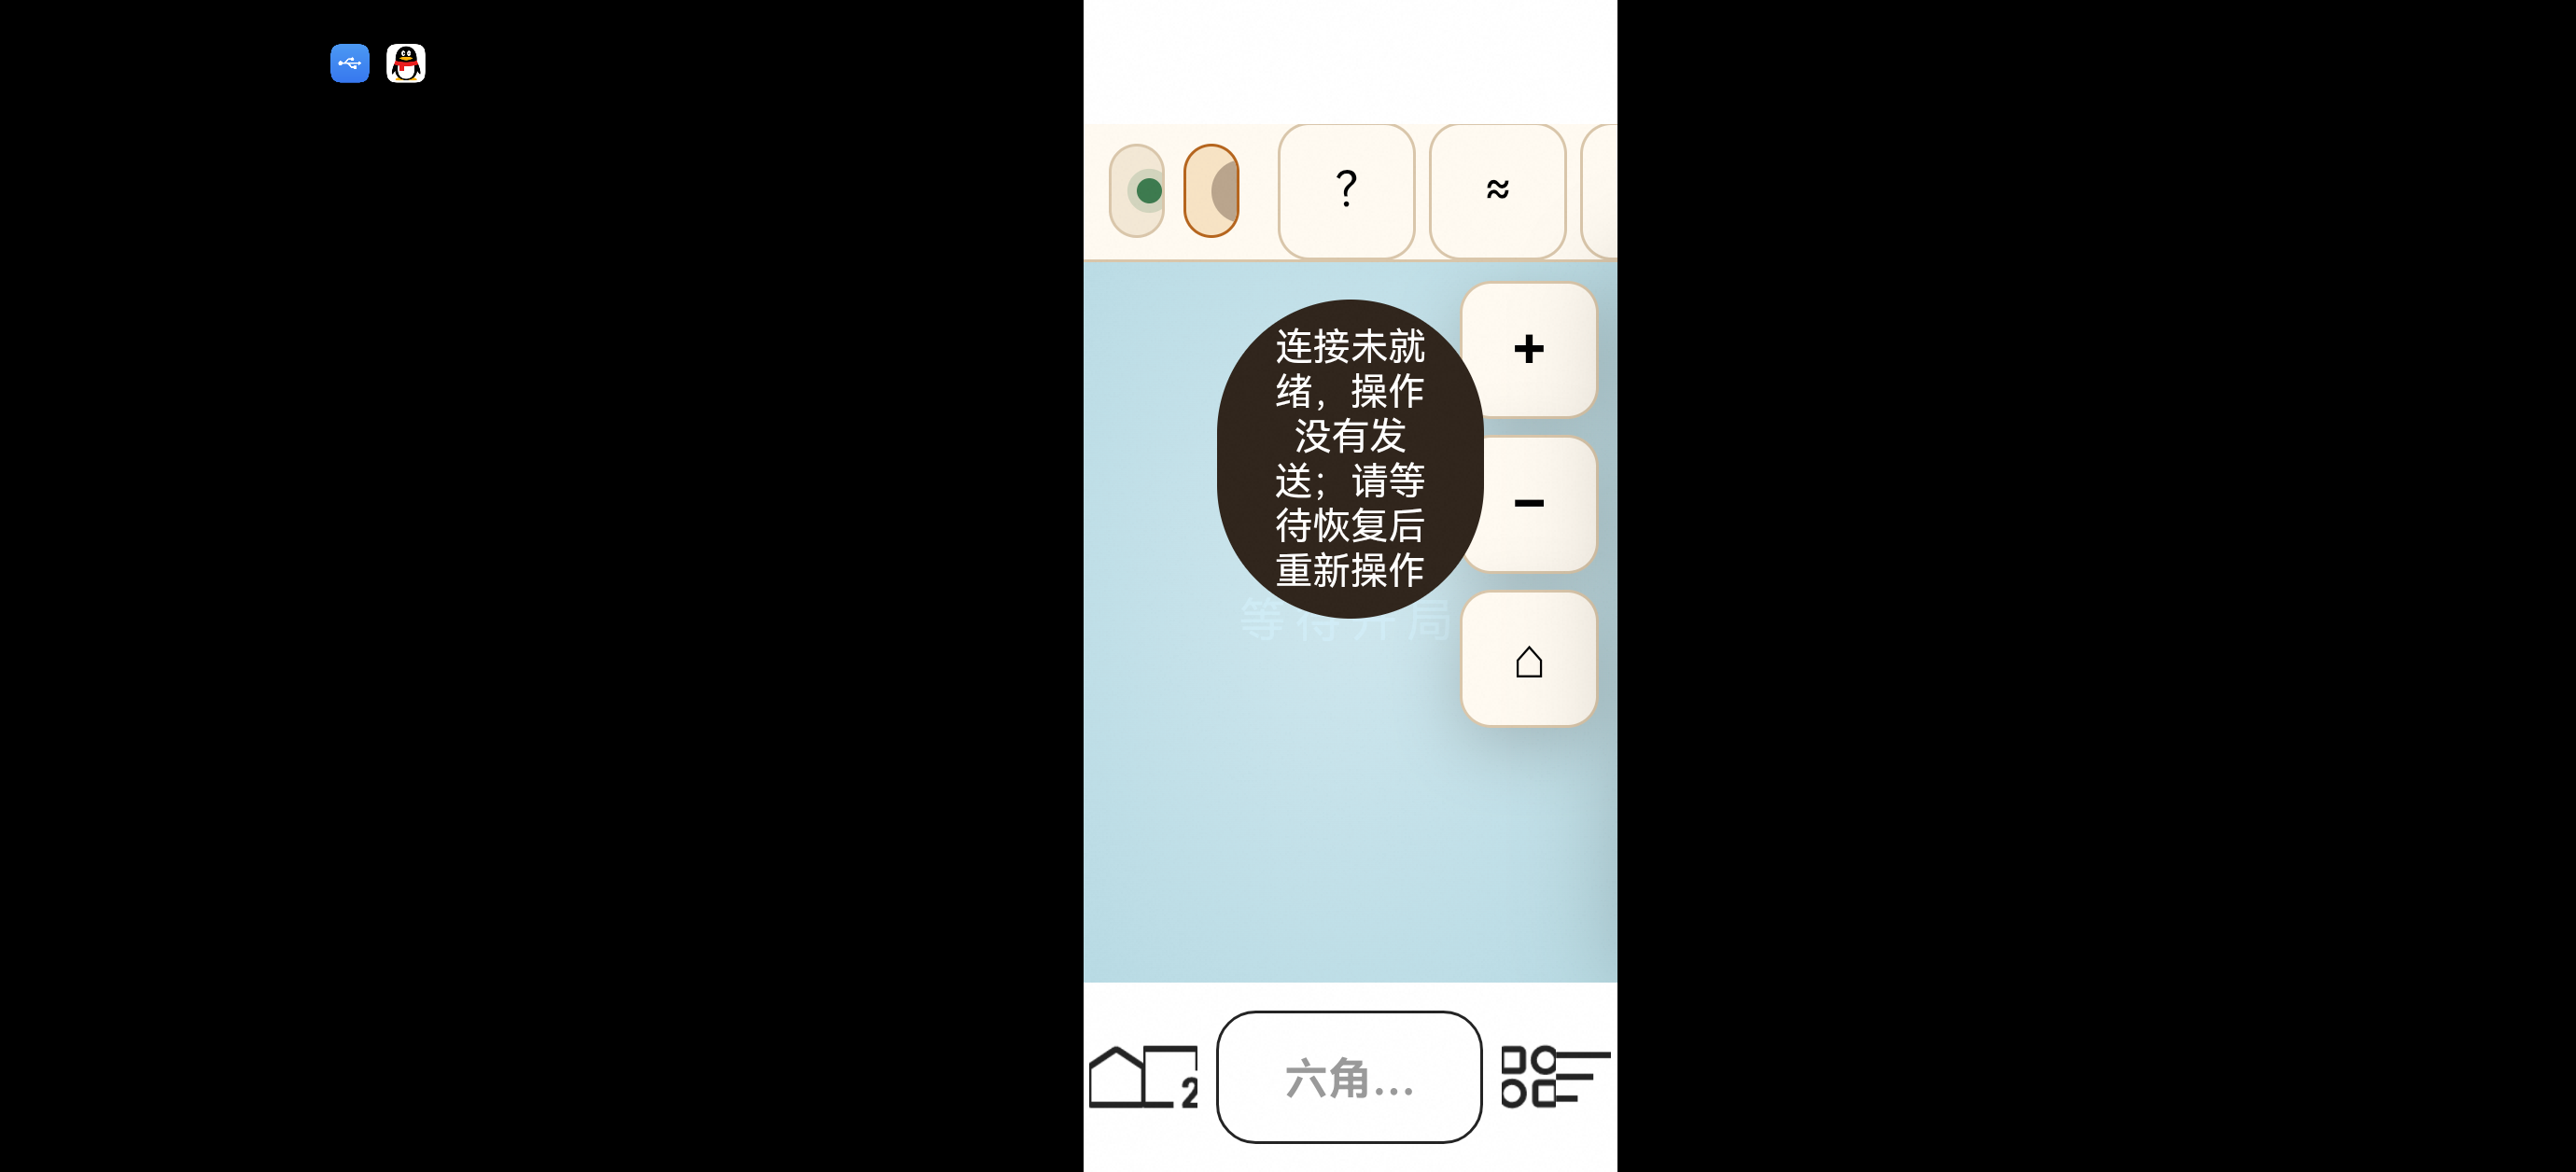 ?
≈
+
−
⌂
连接未就
绪，操作
没有发
送；请等
待恢复后
重新操作
等待开局
2
六角...